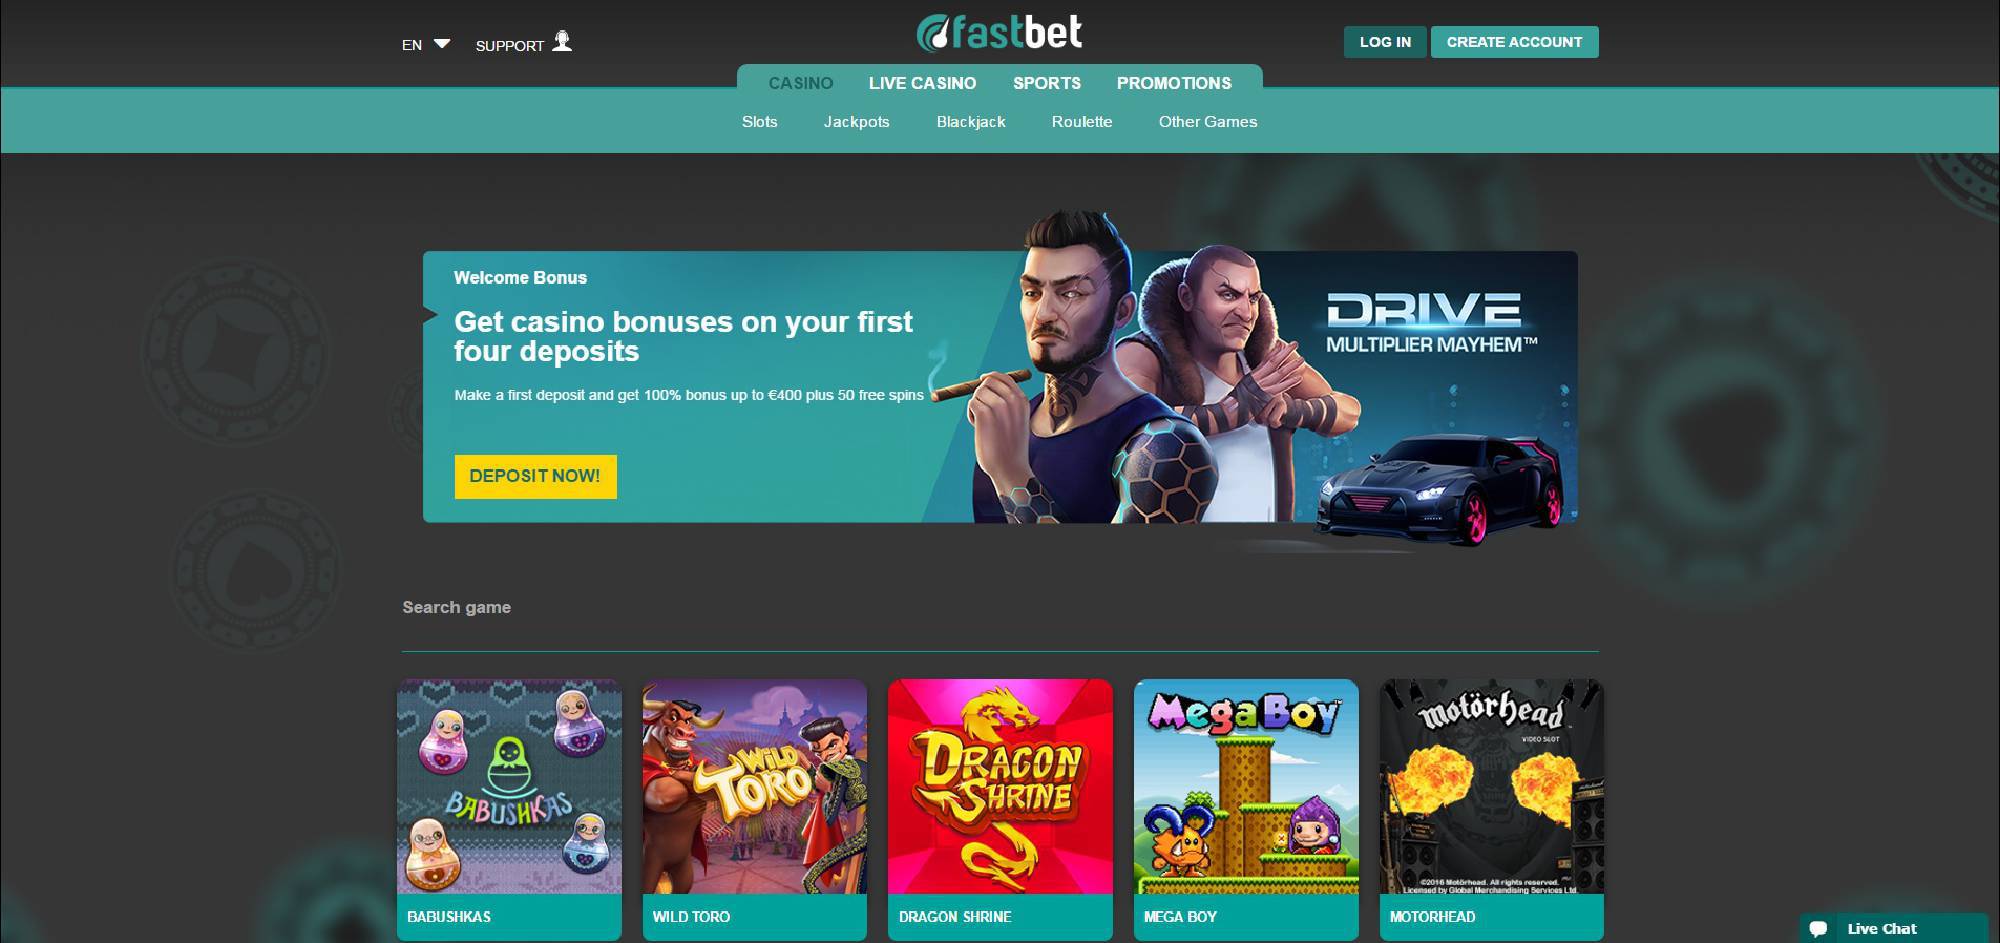 EN
SUPPORT
fastbet
LOG IN
CREATE ACCOUNT
CASINO
LIVE CASINO
SPORTS
PROMOTIONS
Slots
Jackpots
Blackjack
Roulette
Other Games
Welcome Bonus
Get casino bonuses on your first
four deposits
Make a first deposit and get 100% bonus up to €400 plus 50 free spins
DEPOSIT NOW!
DRIVE
MULTIPLIER MAYHEM™
Search game
BABUSHKAS
WILD
TORO
DRAGON
SHRINE
MegaBoy™
motörhead™
VIDEO SLOT
©2016 Motörhead. All rights reserved.
Licensed by Global Merchandising Services Ltd.
BABUSHKAS
WILD TORO
DRAGON SHRINE
MEGA BOY
MOTORHEAD
Live Chat